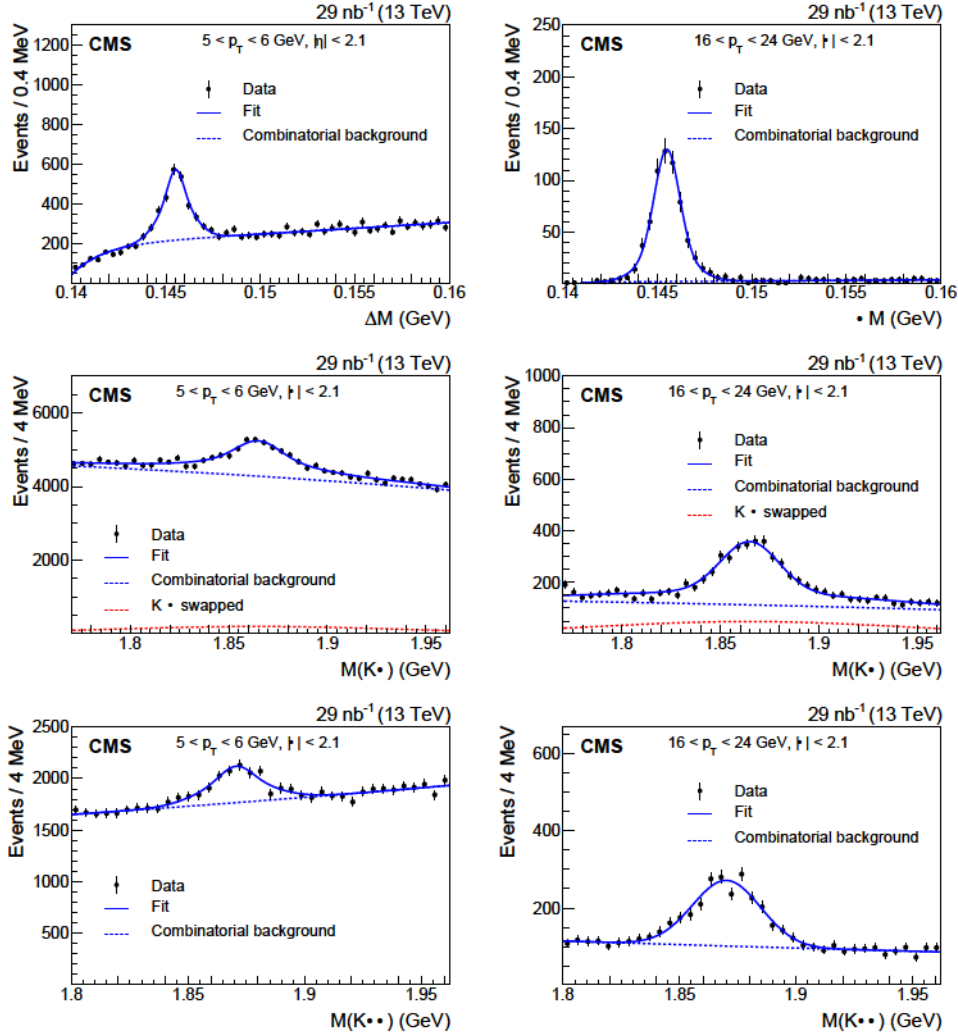 29 nb⁻¹ (13 TeV)
CMS
5 < p_T < 6 GeV, |η| < 2.1
Data
Fit
Combinatorial background
Events / 0.4 MeV
1200
1000
800
600
400
200
0
0.14 0.145 0.15 0.155 0.16
ΔM (GeV)
29 nb⁻¹ (13 TeV)
CMS
16 < p_T < 24 GeV, |•| < 2.1
Data
Fit
Combinatorial background
Events / 0.4 MeV
250
200
150
100
50
0
0.14 0.145 0.15 0.155 0.16
• M (GeV)
29 nb⁻¹ (13 TeV)
CMS
5 < p_T < 6 GeV, |•| < 2.1
Data
Fit
Combinatorial background
K • swapped
Events / 4 MeV
6000
4000
2000
1.8 1.85 1.9 1.95
M(K•) (GeV)
29 nb⁻¹ (13 TeV)
CMS
16 < p_T < 24 GeV, |•| < 2.1
Data
Fit
Combinatorial background
K • swapped
Events / 4 MeV
1000
800
600
400
200
1.8 1.85 1.9 1.95
M(K•) (GeV)
29 nb⁻¹ (13 TeV)
CMS
5 < p_T < 6 GeV, |•| < 2.1
Data
Fit
Combinatorial background
Events / 4 MeV
2500
2000
1500
1000
500
1.8 1.85 1.9 1.95
M(K••) (GeV)
29 nb⁻¹ (13 TeV)
CMS
16 < p_T < 24 GeV, |•| < 2.1
Data
Fit
Combinatorial background
Events / 4 MeV
600
400
200
1.8 1.85 1.9 1.95
M(K••) (GeV)